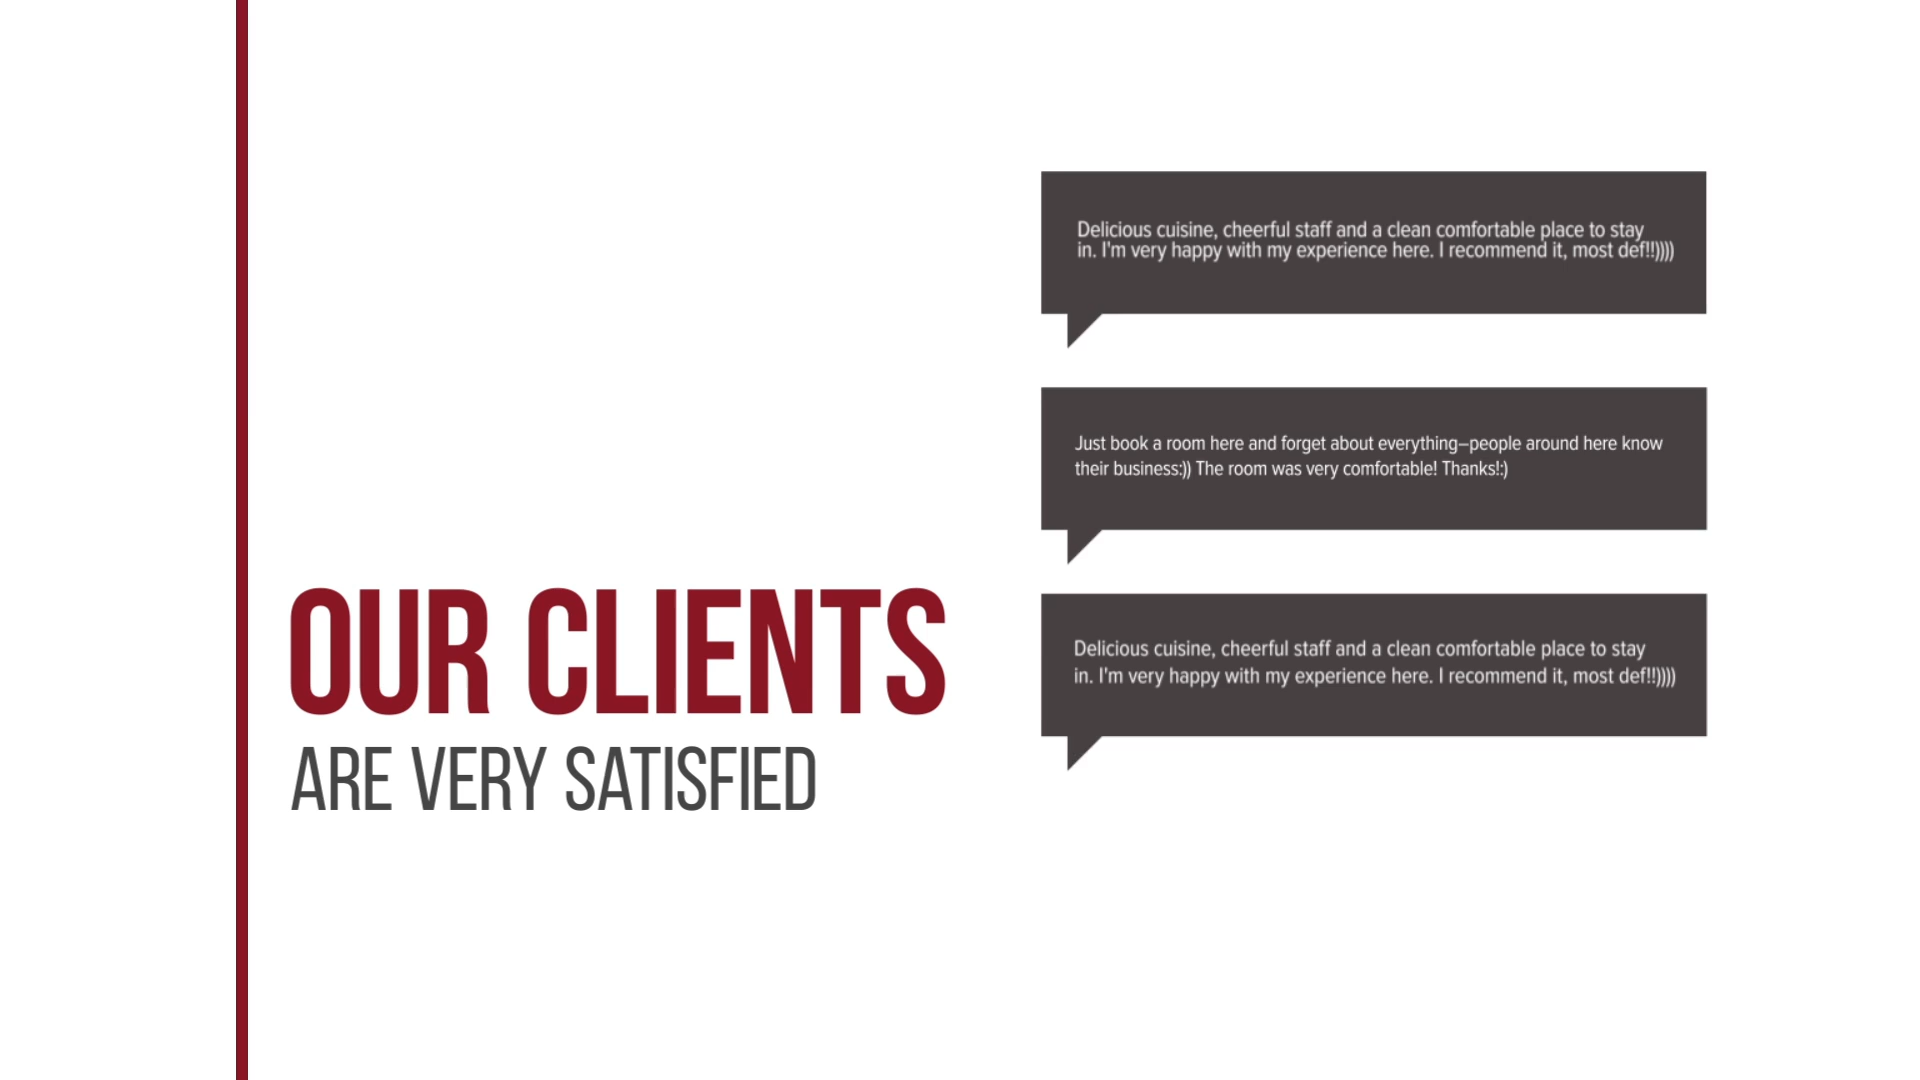 OUR CLIENTS
ARE VERY SATISFIED
Delicious cuisine, cheerful staff and a clean comfortable place to stay
in. I'm very happy with my experience here. I recommend it, most def!!))))
Just book a room here and forget about everything–people around here know
their business:)) The room was very comfortable! Thanks!:)
Delicious cuisine, cheerful staff and a clean comfortable place to stay
in. I'm very happy with my experience here. I recommend it, most def!!))))